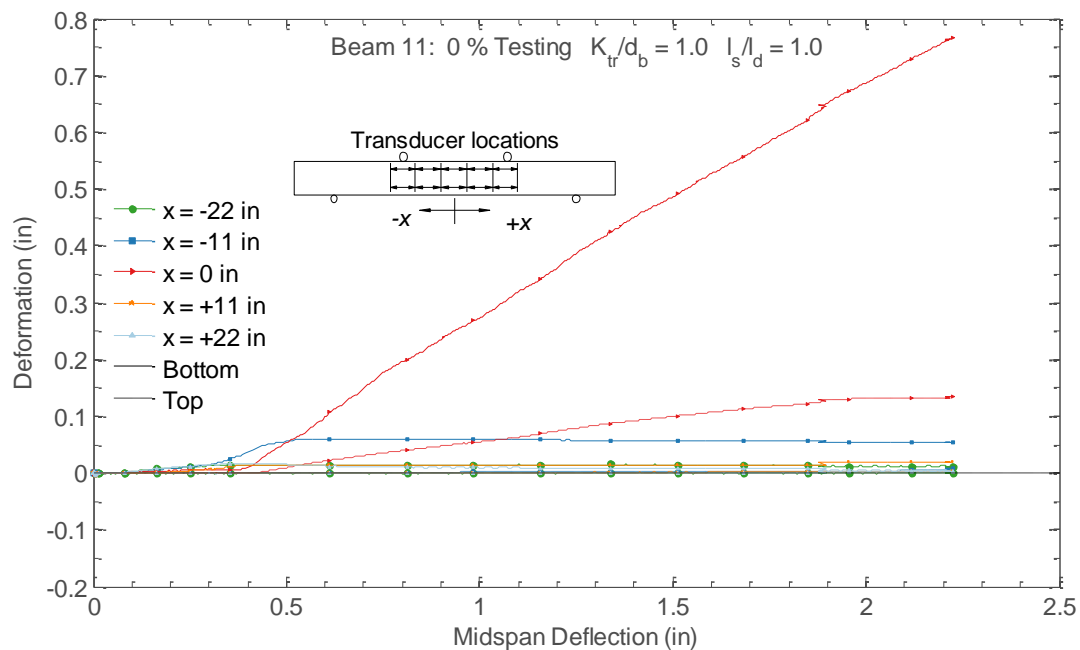 Beam 11: 0 % Testing K_tr/d_b = 1.0 l_s/l_d = 1.0
Transducer locations
-x +x
x = -22 in
x = -11 in
x = 0 in
x = +11 in
x = +22 in
Bottom
Top
Deformation (in)
0.8
0.7
0.6
0.5
0.4
0.3
0.2
0.1
0
-0.1
-0.2
0 0.5 1 1.5 2 2.5
Midspan Deflection (in)